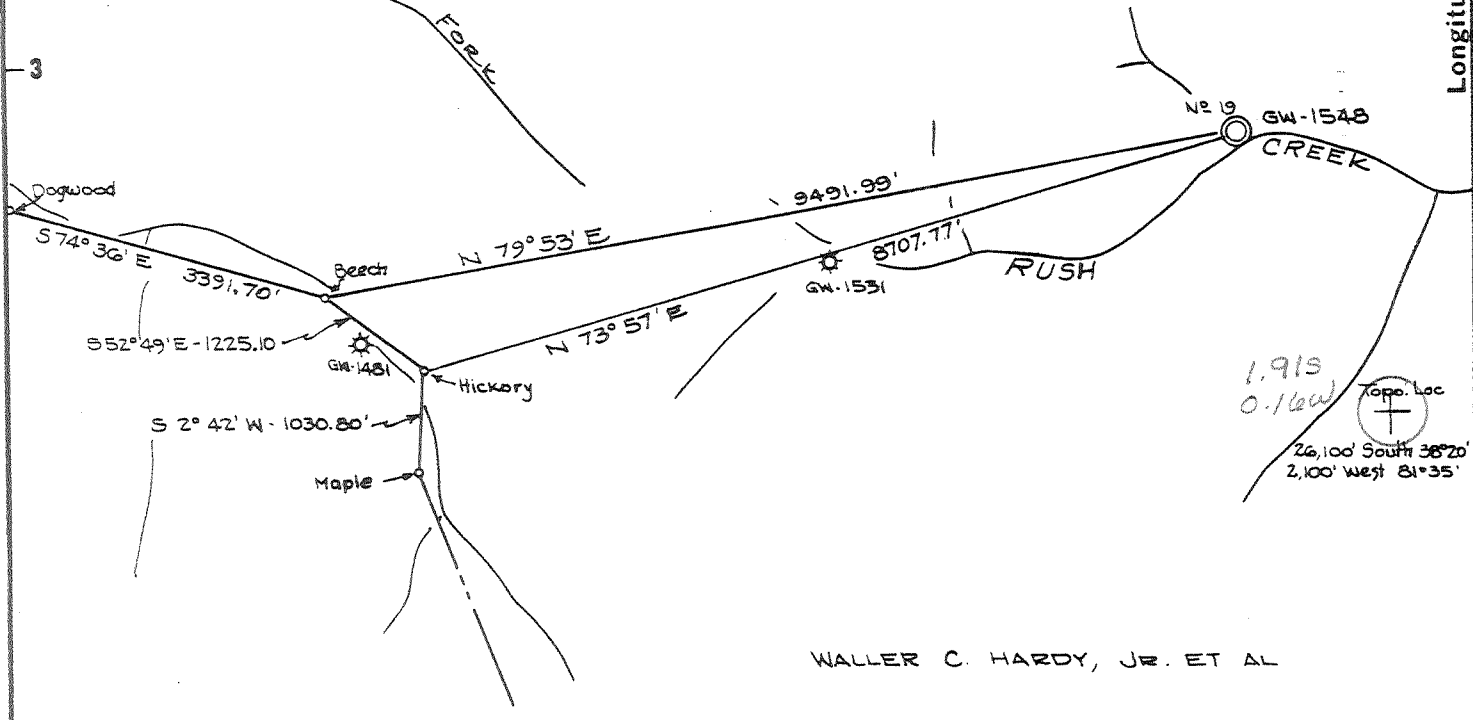 Longitu
3
FORK
Nº 19
GW-1548
CREEK
Dogwood
S 74° 36' E
3391.70'
Beech
N 79° 53' E
9491.99'
8707.77'
RUSH
GW-1531
S 52° 49' E - 1225.10
GW-1481
Hickory
N 73° 57' E
S 2° 42' W - 1030.80'
Maple
1.91S
0.16W
Topo. Loc
26,100' South 38°20'
2,100' West 81°35'
WALLER C. HARDY, JR. ET AL